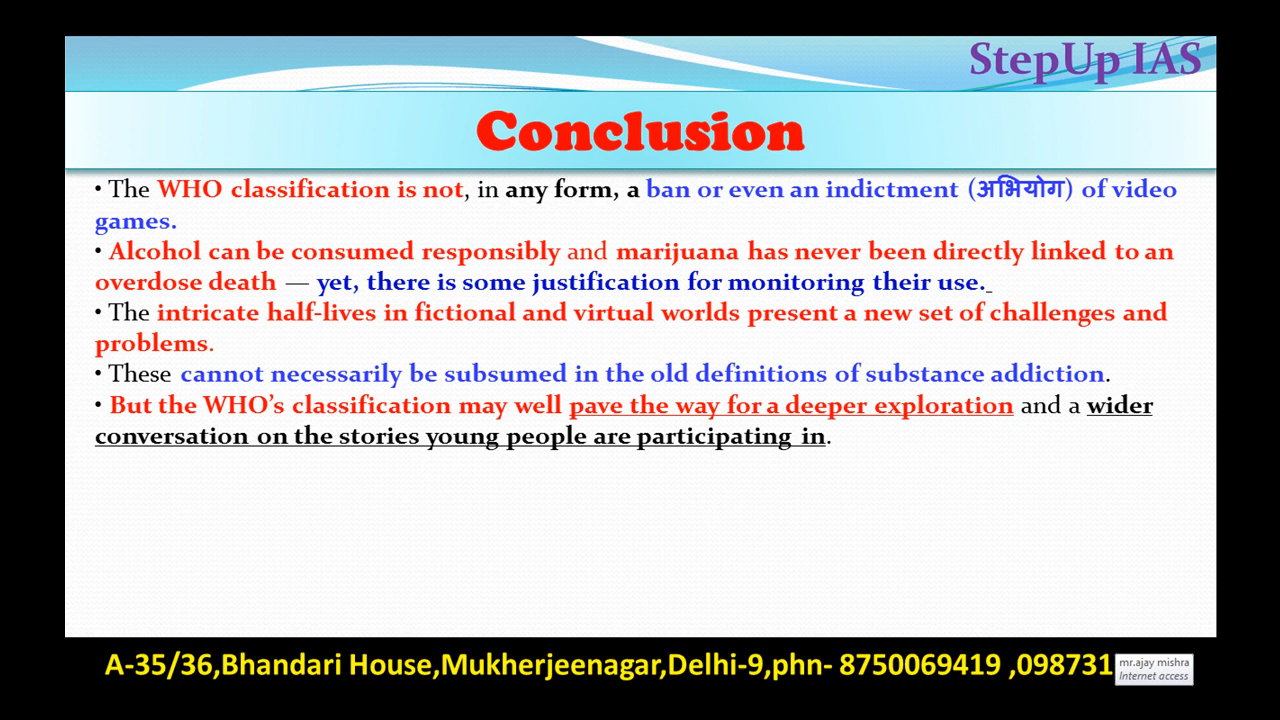 StepUp IAS
Conclusion
• The WHO classification is not, in any form, a ban or even an indictment (अभियोग) of video
games.
• Alcohol can be consumed responsibly and marijuana has never been directly linked to an
overdose death — yet, there is some justification for monitoring their use.
• The intricate half-lives in fictional and virtual worlds present a new set of challenges and
problems.
• These cannot necessarily be subsumed in the old definitions of substance addiction.
• But the WHO’s classification may well pave the way for a deeper exploration and a wider
conversation on the stories young people are participating in.
A-35/36,Bhandari House,Mukherjeenagar,Delhi-9,phn- 8750069419 ,098731
mr.ajay mishra
Internet access